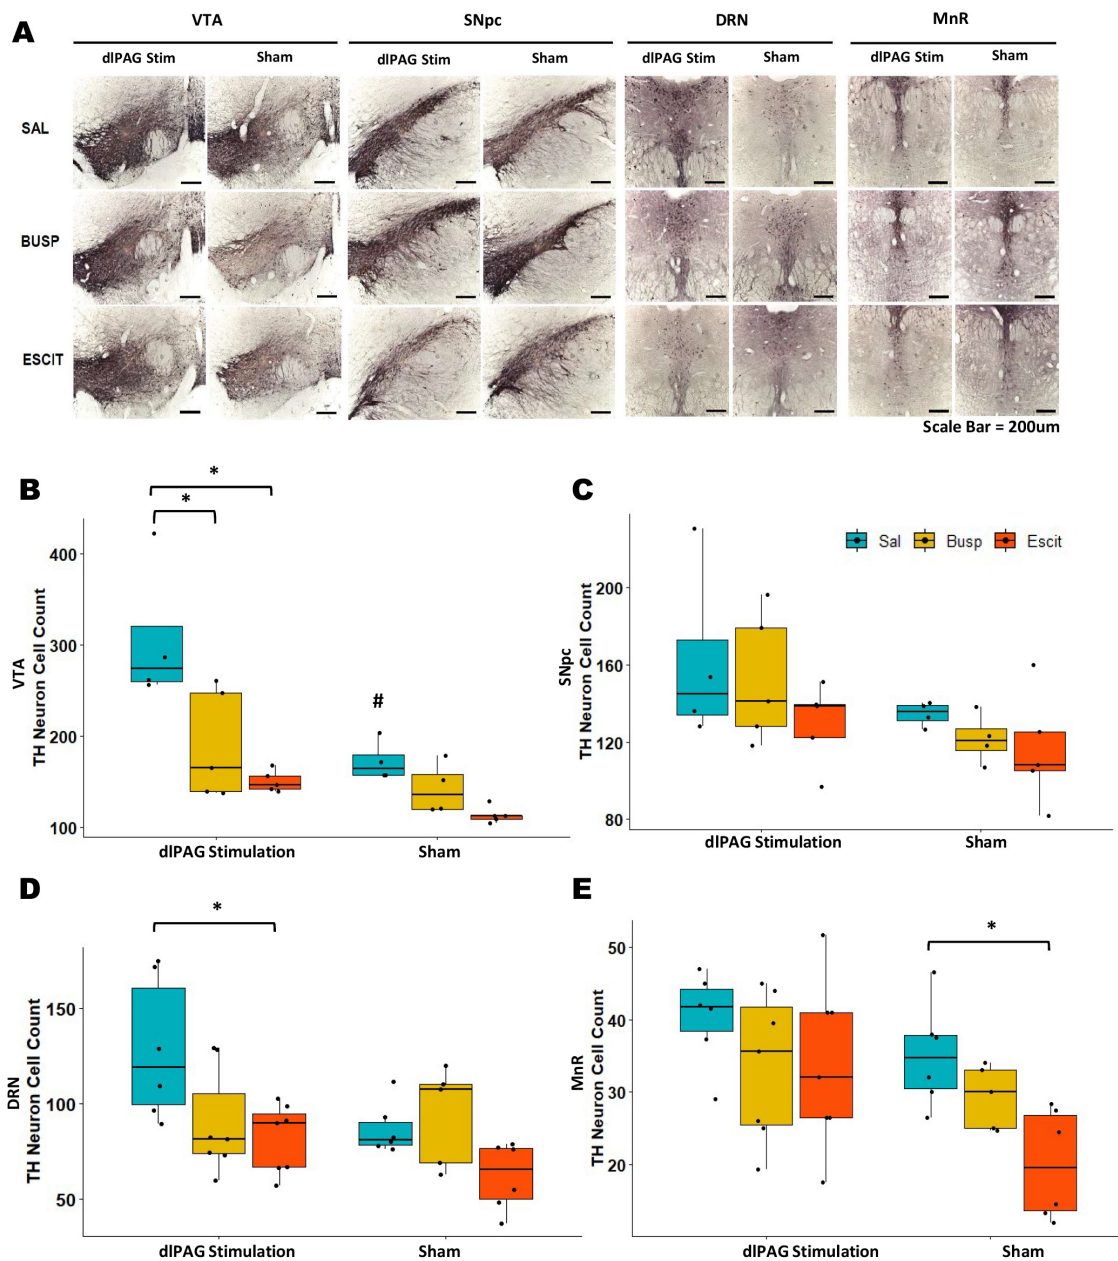 A
VTA
SNpc
DRN
MnR
dlPAG Stim
Sham
dlPAG Stim
Sham
dlPAG Stim
Sham
dlPAG Stim
Sham
SAL
BUSP
ESCIT
Scale Bar = 200um
B
*
*
#
VTA
TH Neuron Cell Count
400
300
200
100
dlPAG Stimulation
Sham
C
Sal
Busp
Escit
SNpc
TH Neuron Cell Count
200
160
120
80
dlPAG Stimulation
Sham
D
*
DRN
TH Neuron Cell Count
150
100
50
dlPAG Stimulation
Sham
E
*
MnR
TH Neuron Cell Count
50
40
30
20
dlPAG Stimulation
Sham